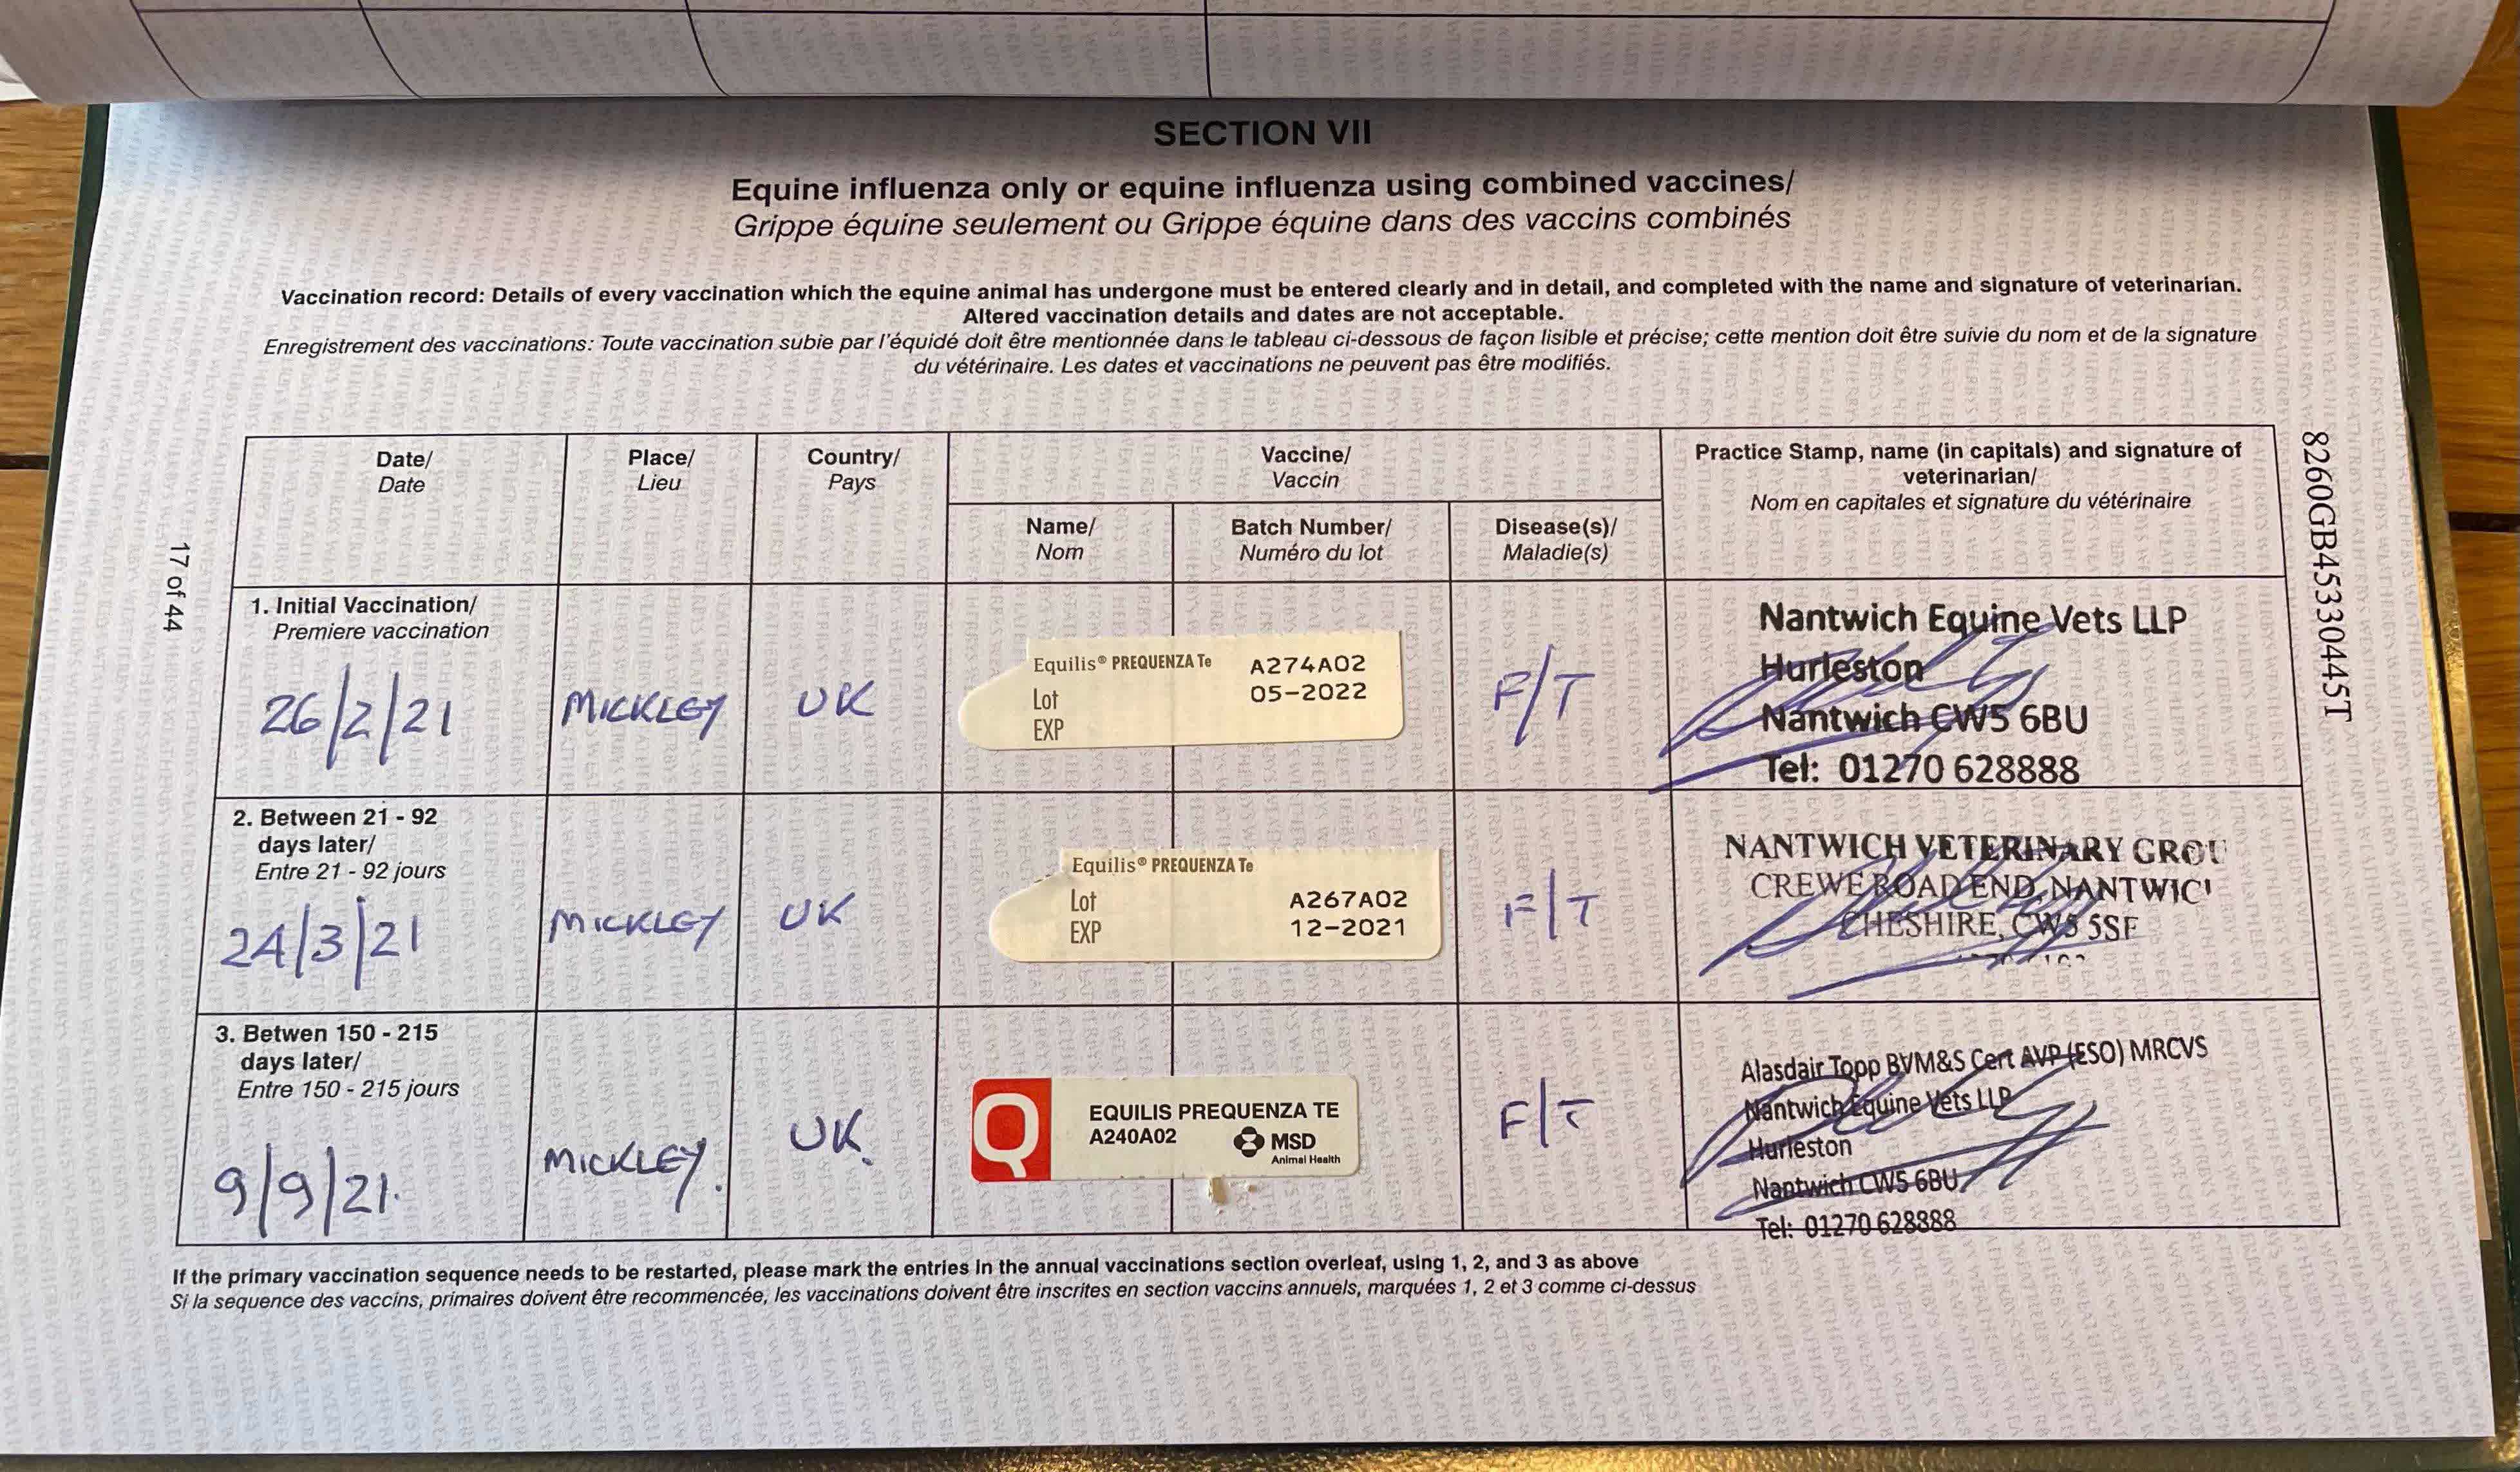 SECTION VII
Equine influenza only or equine influenza using combined vaccines/
Grippe équine seulement ou Grippe équine dans des vaccins combinés
Vaccination record: Details of every vaccination which the equine animal has undergone must be entered clearly and in detail, and completed with the name and signature of veterinarian.
Altered vaccination details and dates are not acceptable.
Enregistrement des vaccinations: Toute vaccination subie par l'équidé doit être mentionnée dans le tableau ci-dessous de façon lisible et précise; cette mention doit être suivie du nom et de la signature
du vétérinaire. Les dates et vaccinations ne peuvent pas être modifiés.
Date/
Date
Place/
Lieu
Country/
Pays
Vaccine/
Vaccin
Name/
Nom
Batch Number/
Numéro du lot
Disease(s)/
Maladie(s)
Practice Stamp, name (in capitals) and signature of
veterinarian/
Nom en capitales et signature du vétérinaire
1. Initial Vaccination/
Premiere vaccination
26/2/21
MICKLEY
UK
Equilis® PREQUENZA Te
A274A02
Lot
05-2022
EXP
F/T
Nantwich Equine Vets LLP
Hurleston
Nantwich CW5 6BU
Tel: 01270 628888
2. Between 21 - 92
days later/
Entre 21 - 92 jours
24/3/21
MICKLEY
UK
Equilis® PREQUENZA Te
Lot A267A02
EXP 12-2021
F/T
NANTWICH VETERINARY GROU
CREWE ROAD END, NANTWIC
CHESHIRE, CW5 5SF
3. Betwen 150 - 215
days later/
Entre 150 - 215 jours
9/9/21.
MICKLEY.
UK.
Q
EQUILIS PREQUENZA TE
A240A02
MSD
Animal Health
F/T
Alasdair Topp BVM&S Cert AVP (ESO) MRCVS
Nantwich Equine Vets LLP
Hurleston
Nantwich CW5 6BU
Tel: 01270 628888
If the primary vaccination sequence needs to be restarted, please mark the entries in the annual vaccinations section overleaf, using 1, 2, and 3 as above
Si la sequence des vaccins, primaires doivent être recommencée, les vaccinations doivent être inscrites en section vaccins annuels, marquées 1, 2 et 3 comme ci-dessus
17 of 44
8260GB45330445T